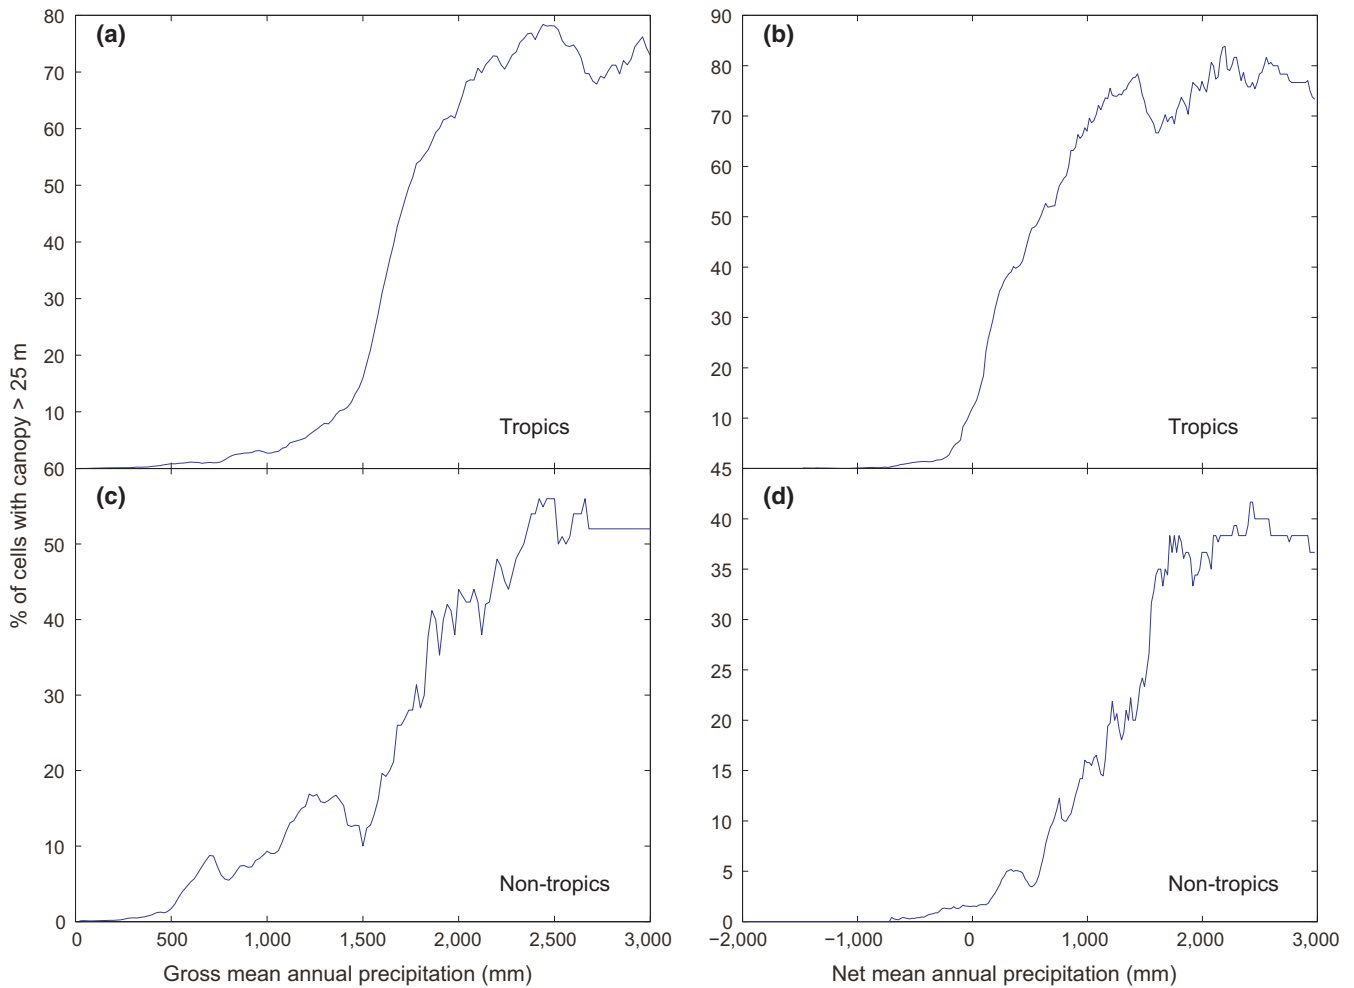 % of cells with canopy > 25 m
(a)
80
70
60
50
40
30
20
10
60
Tropics
(b)
90
80
70
60
50
40
30
20
10
45
Tropics
(c)
50
40
30
20
10
0
Non-tropics
0 500 1,000 1,500 2,000 2,500 3,000
Gross mean annual precipitation (mm)
(d)
40
35
30
25
20
15
10
5
0
Non-tropics
−2,000 −1,000 0 1,000 2,000 3,000
Net mean annual precipitation (mm)